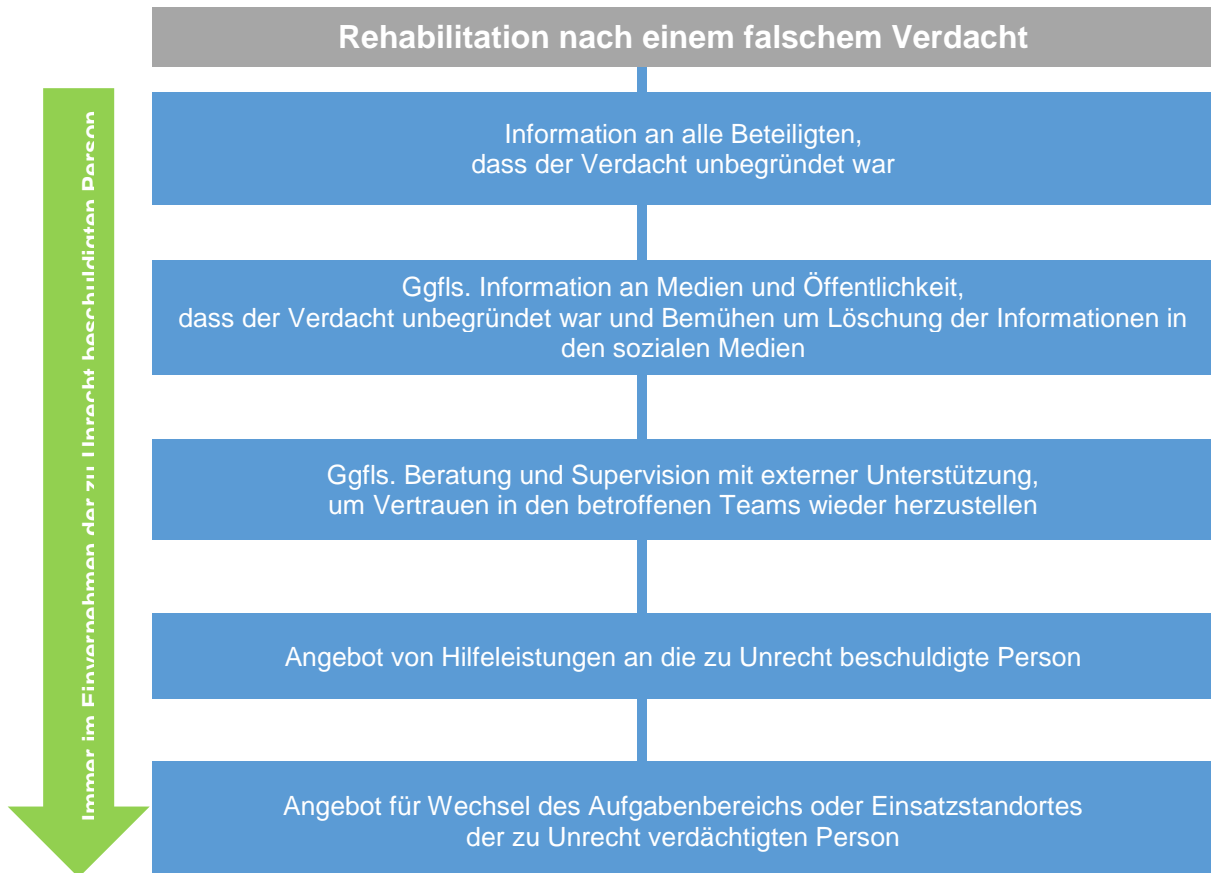 Rehabilitation nach einem falschem Verdacht
Immer im Einvernehmen der zu Unrecht beschuldigten Person
Information an alle Beteiligten,
dass der Verdacht unbegründet war
Ggfls. Information an Medien und Öffentlichkeit,
dass der Verdacht unbegründet war und Bemühen um Löschung der Informationen in
den sozialen Medien
Ggfls. Beratung und Supervision mit externer Unterstützung,
um Vertrauen in den betroffenen Teams wieder herzustellen
Angebot von Hilfeleistungen an die zu Unrecht beschuldigte Person
Angebot für Wechsel des Aufgabenbereichs oder Einsatzstandortes
der zu Unrecht verdächtigten Person